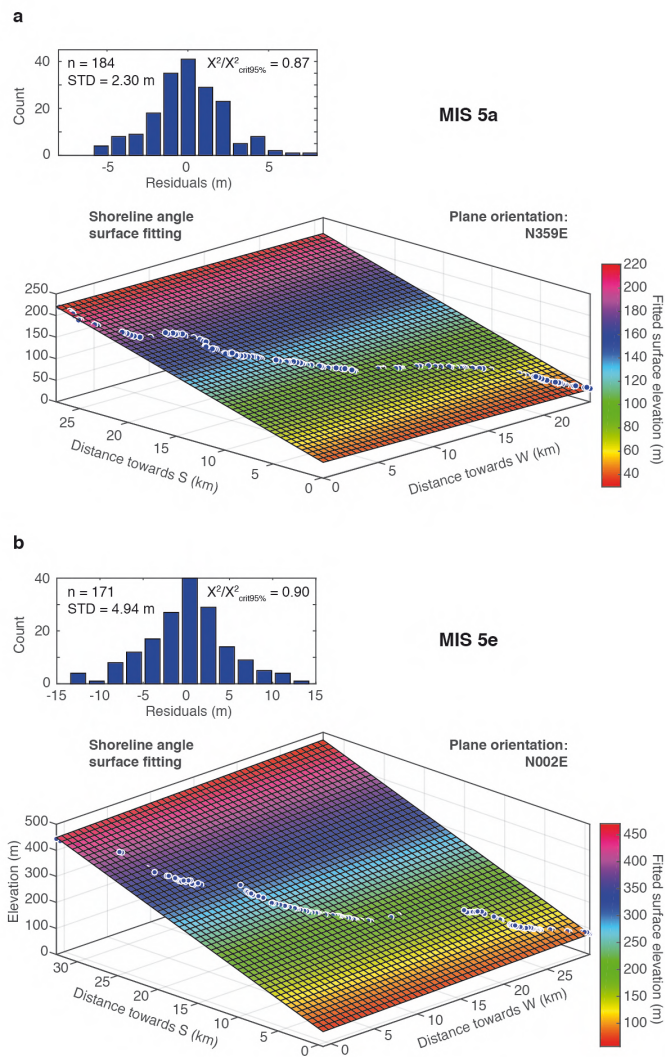 a
n = 184
STD = 2.30 m
X²/X²crit95% = 0.87
40
20
0
Count
-5
0
5
Residuals (m)
MIS 5a
Shoreline angle
surface fitting
Plane orientation:
N359E
250
200
150
100
50
0
25
20
15
10
5
0
Distance towards S (km)
0
5
10
15
20
Distance towards W (km)
220
200
180
160
140
120
100
80
60
40
Fitted surface elevation (m)
b
n = 171
STD = 4.94 m
X²/X²crit95% = 0.90
40
20
0
Count
-15
-10
-5
0
5
10
15
Residuals (m)
MIS 5e
Shoreline angle
surface fitting
Plane orientation:
N002E
500
400
300
200
100
0
Elevation (m)
30
25
20
15
10
5
0
Distance towards S (km)
0
5
10
15
20
25
Distance towards W (km)
450
400
350
300
250
200
150
100
Fitted surface elevation (m)